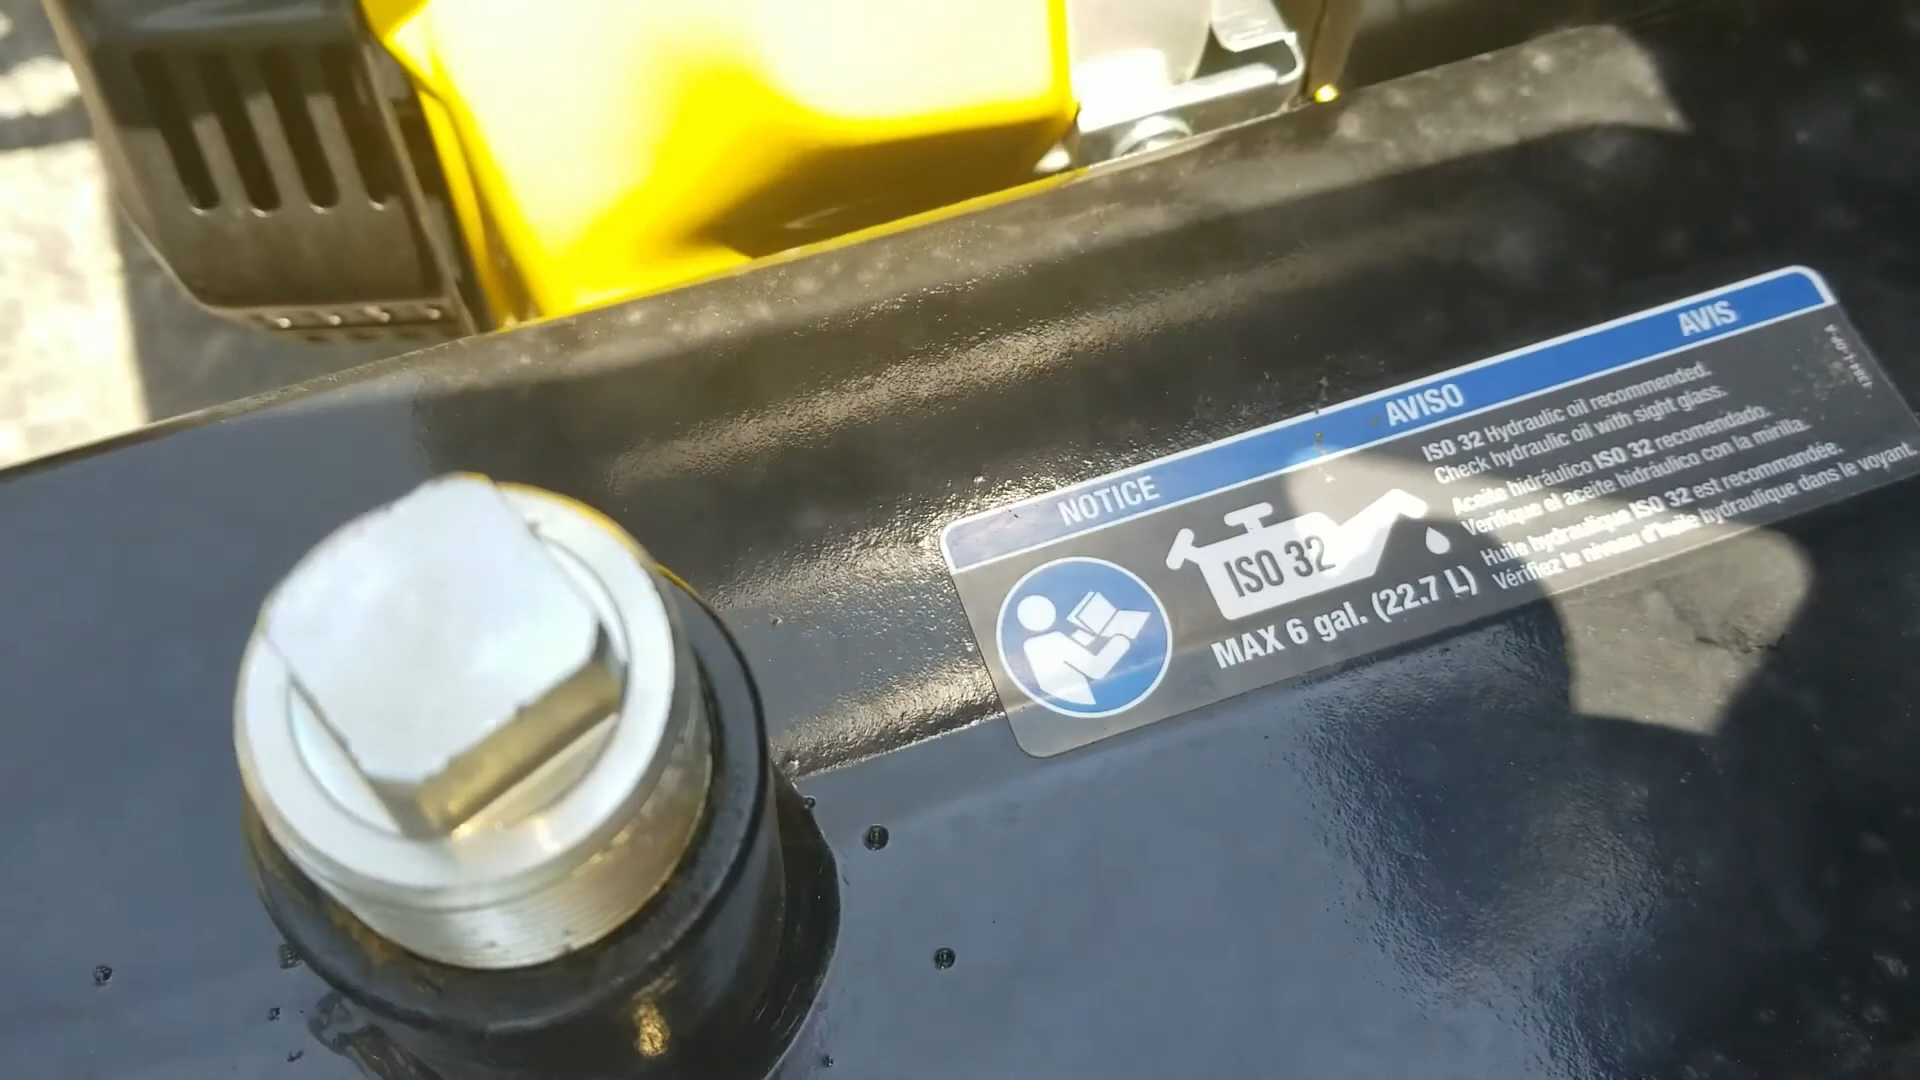 NOTICE AVISO AVIS
ISO 32
MAX 6 gal. (22.7 L)
ISO 32 Hydraulic oil recommended.
Check hydraulic oil with sight glass.
Aceite hidráulico ISO 32 recomendado.
Verifique el aceite hidráulico con la mirilla.
Huile hydraulique ISO 32 est recommandée.
Vérifiez le niveau d'huile hydraulique dans le voyant.